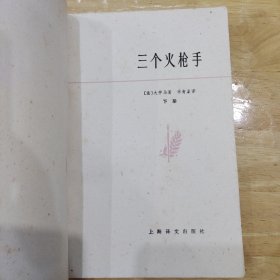 三个火枪手
〔法〕大仲马著 李青崖译
下册
上海译文出版社